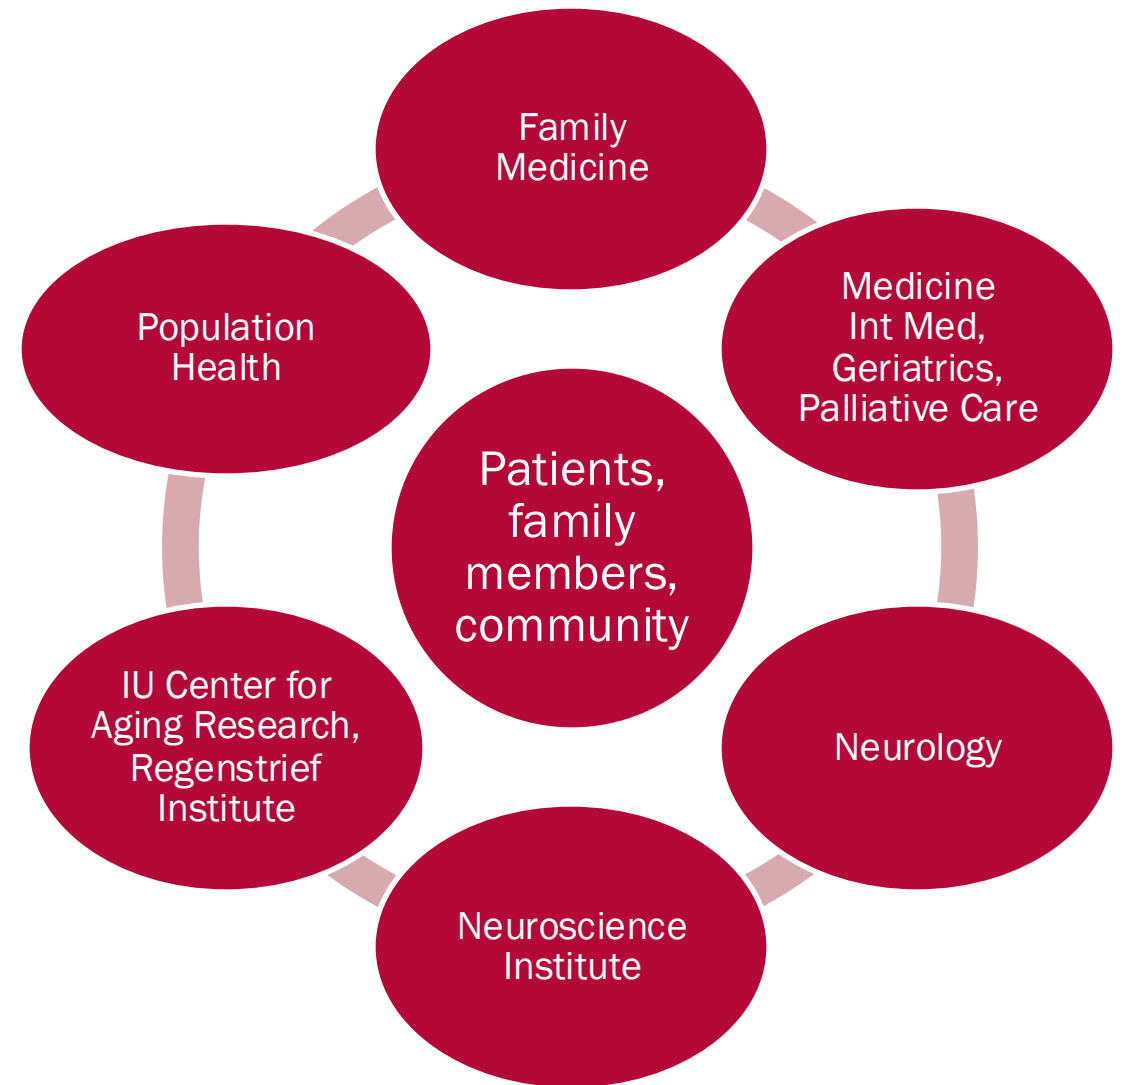 Family
Medicine
Medicine
Int Med,
Geriatrics,
Palliative Care
Population
Health
Patients,
family
members,
community
IU Center for
Aging Research,
Regenstrief
Institute
Neurology
Neuroscience
Institute